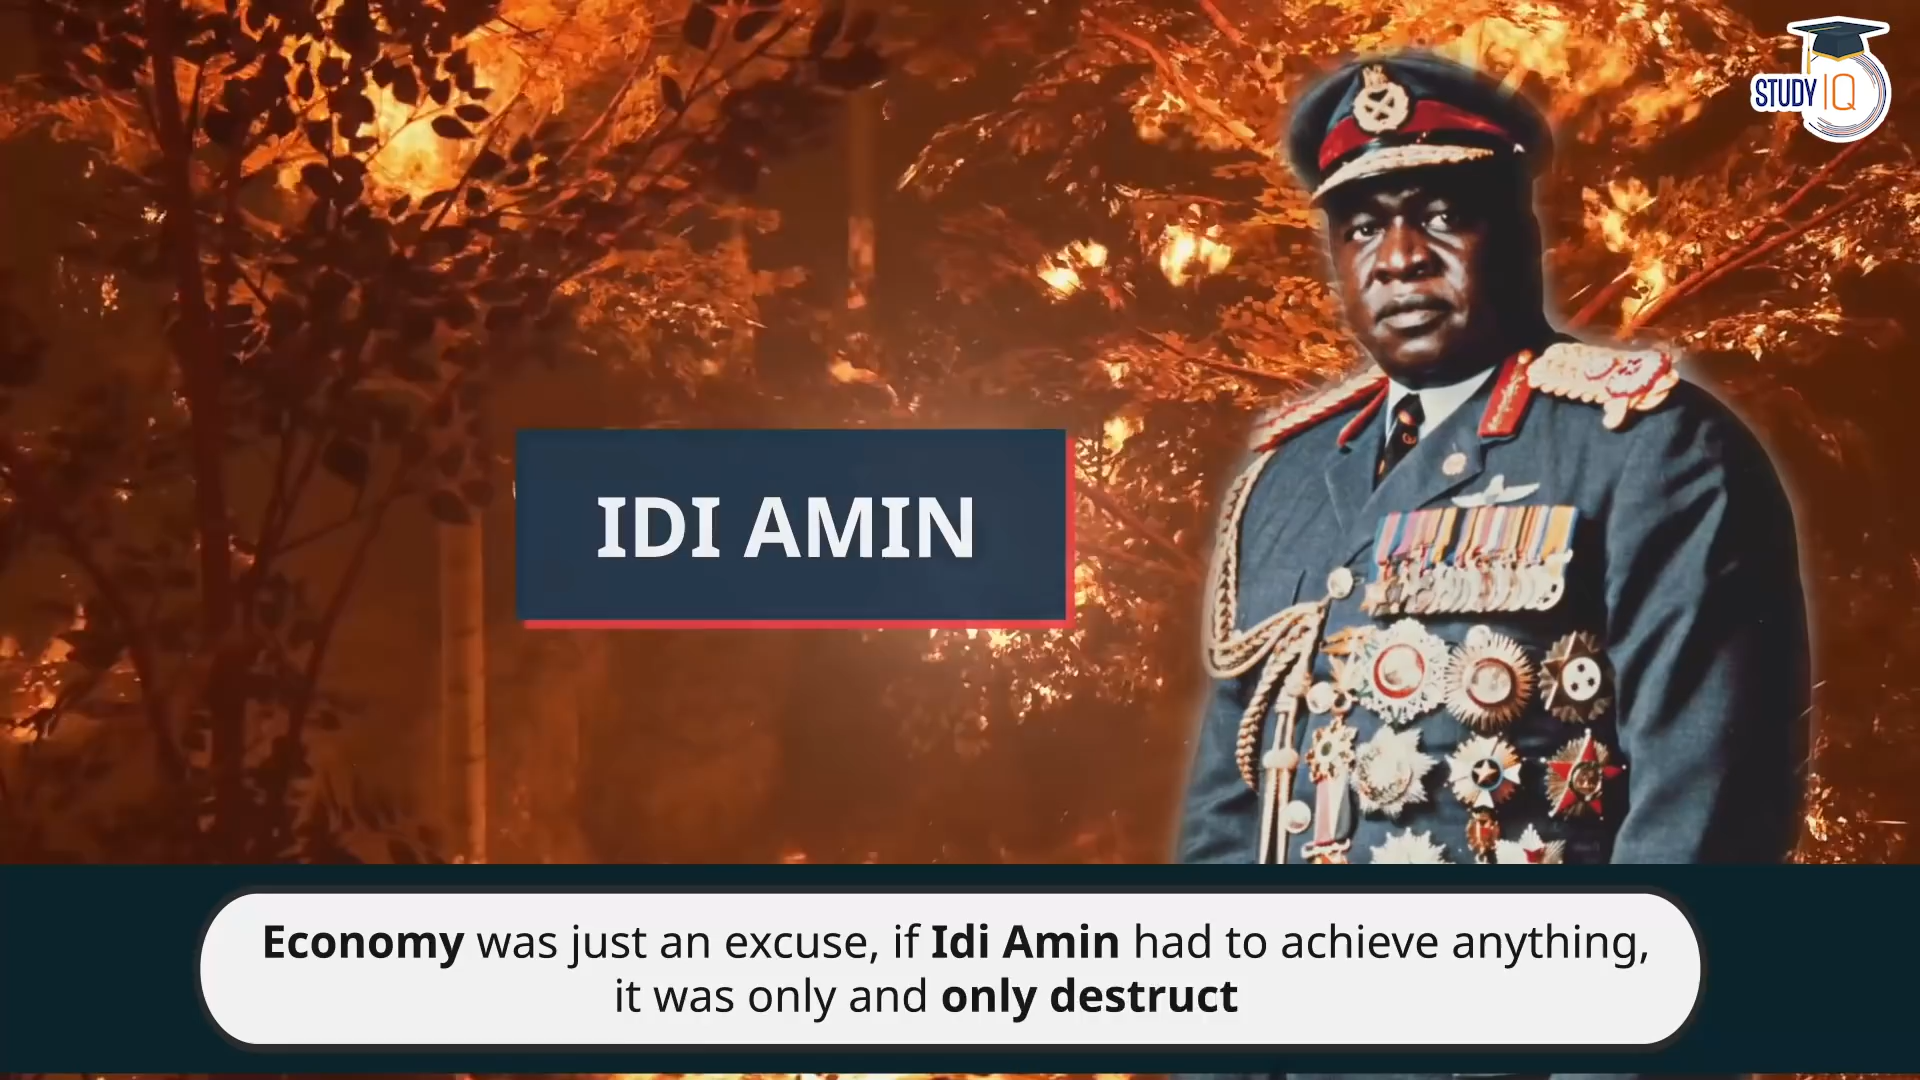 STUDY IQ
IDI AMIN
Economy was just an excuse, if Idi Amin had to achieve anything,
it was only and only destruct